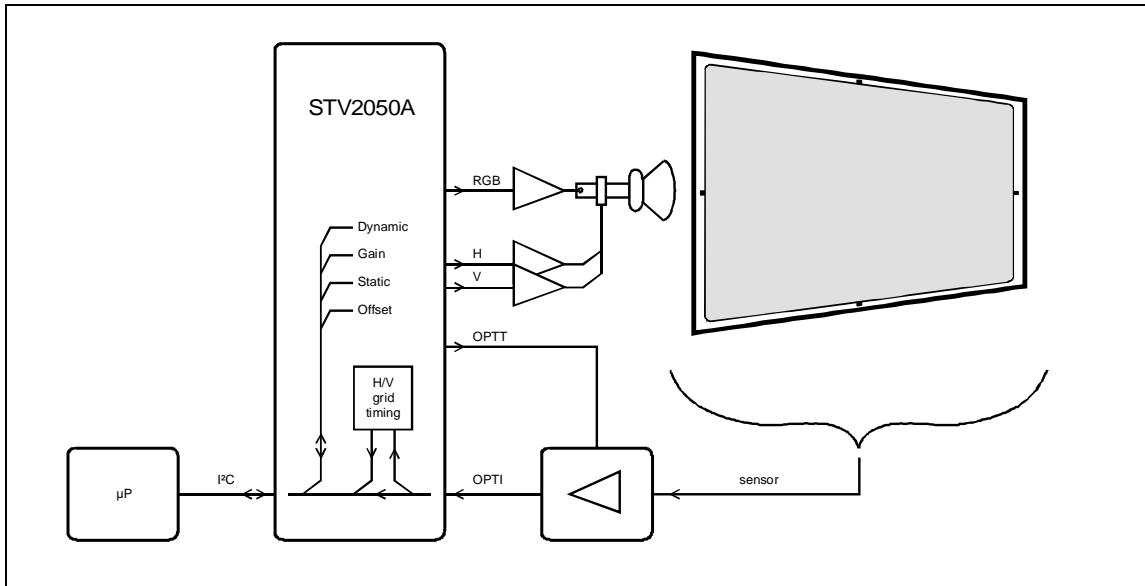 STV2050A
RGB
Dynamic
Gain
H
Static
V
Offset
OPTT
H/V
grid
timing
µP
I²C
OPTI
sensor